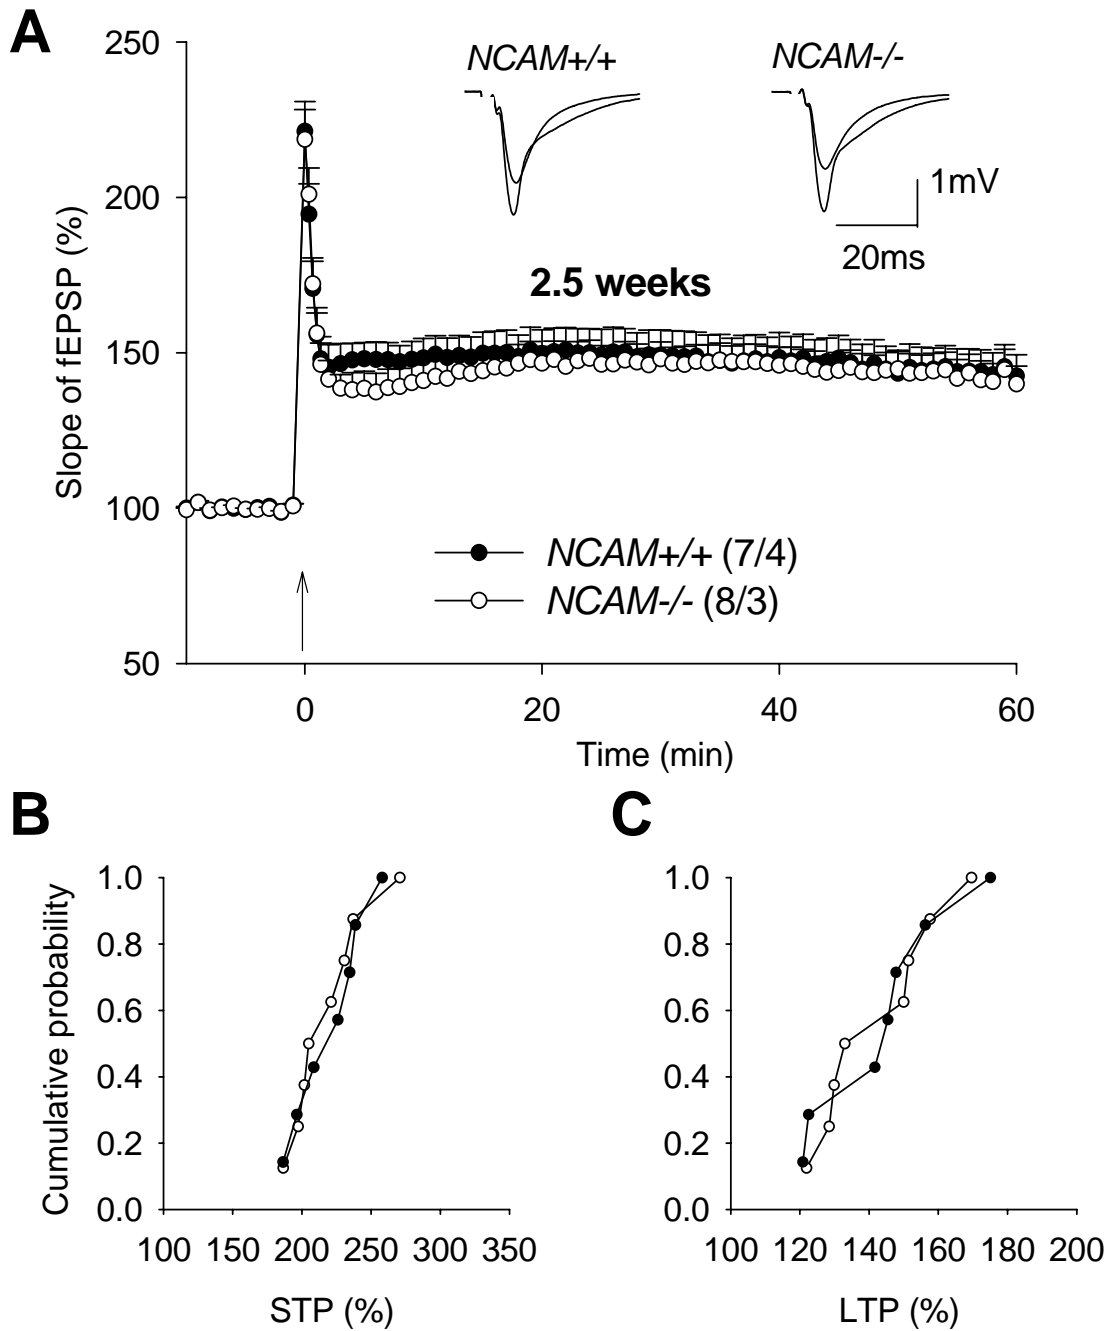 A
250
200
150
100
50
Slope of fEPSP (%)
NCAM+/+
NCAM-/-
1mV
20ms
2.5 weeks
NCAM+/+ (7/4)
NCAM-/- (8/3)
0 20 40 60
Time (min)
B
1.0
0.8
0.6
0.4
0.2
0.0
Cumulative probability
100 150 200 250 300 350
STP (%)
C
1.0
0.8
0.6
0.4
0.2
0.0
100 120 140 160 180 200
LTP (%)